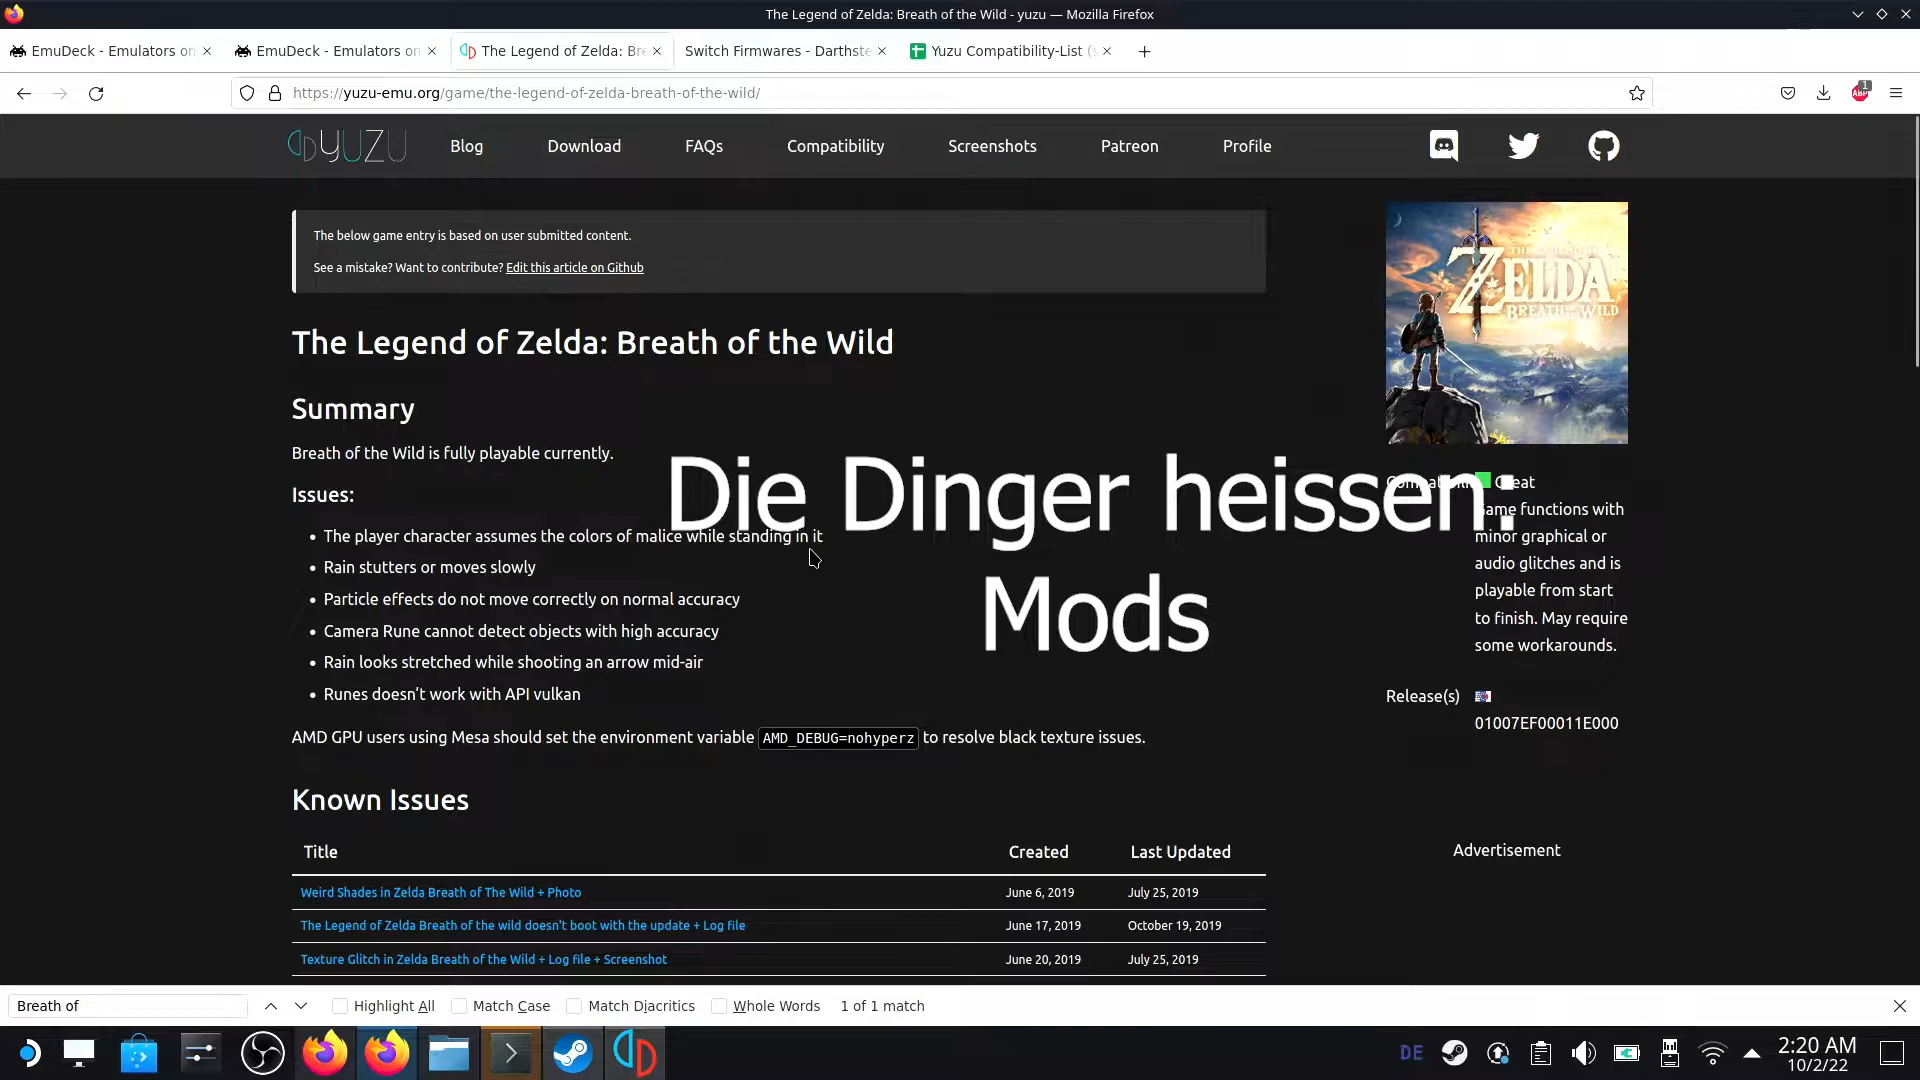 The Legend of Zelda: Breath of the Wild - yuzu — Mozilla Firefox
EmuDeck - Emulators on
EmuDeck - Emulators on
The Legend of Zelda: Bre
Switch Firmwares - Darthste
Yuzu Compatibility-List (s
https://yuzu-emu.org/game/the-legend-of-zelda-breath-of-the-wild/
ABP
1
YUZU
Blog
Download
FAQs
Compatibility
Screenshots
Patreon
Profile
The below game entry is based on user submitted content.
See a mistake? Want to contribute? Edit this article on Github
THE LEGEND OF
ZELDA
BREATH OF THE WILD
The Legend of Zelda: Breath of the Wild
Summary
Breath of the Wild is fully playable currently.
Die Dinger heissen:
Mods
Issues:
The player character assumes the colors of malice while standing in it
Rain stutters or moves slowly
Particle effects do not move correctly on normal accuracy
Camera Rune cannot detect objects with high accuracy
Rain looks stretched while shooting an arrow mid-air
Runes doesn’t work with API vulkan
AMD GPU users using Mesa should set the environment variable AMD_DEBUG=nohyperz to resolve black texture issues.
Game functions with
minor graphical or
audio glitches and is
playable from start
to finish. May require
some workarounds.
Release(s)
01007EF00011E000
Known Issues
Title Created Last Updated
Weird Shades in Zelda Breath of The Wild + Photo June 6, 2019 July 25, 2019
The Legend of Zelda Breath of the wild doesn't boot with the update + Log file June 17, 2019 October 19, 2019
Texture Glitch in Zelda Breath of the Wild + Log file + Screenshot June 20, 2019 July 25, 2019
Advertisement
Breath of
Highlight All
Match Case
Match Diacritics
Whole Words
1 of 1 match
DE
2:20 AM
10/2/22